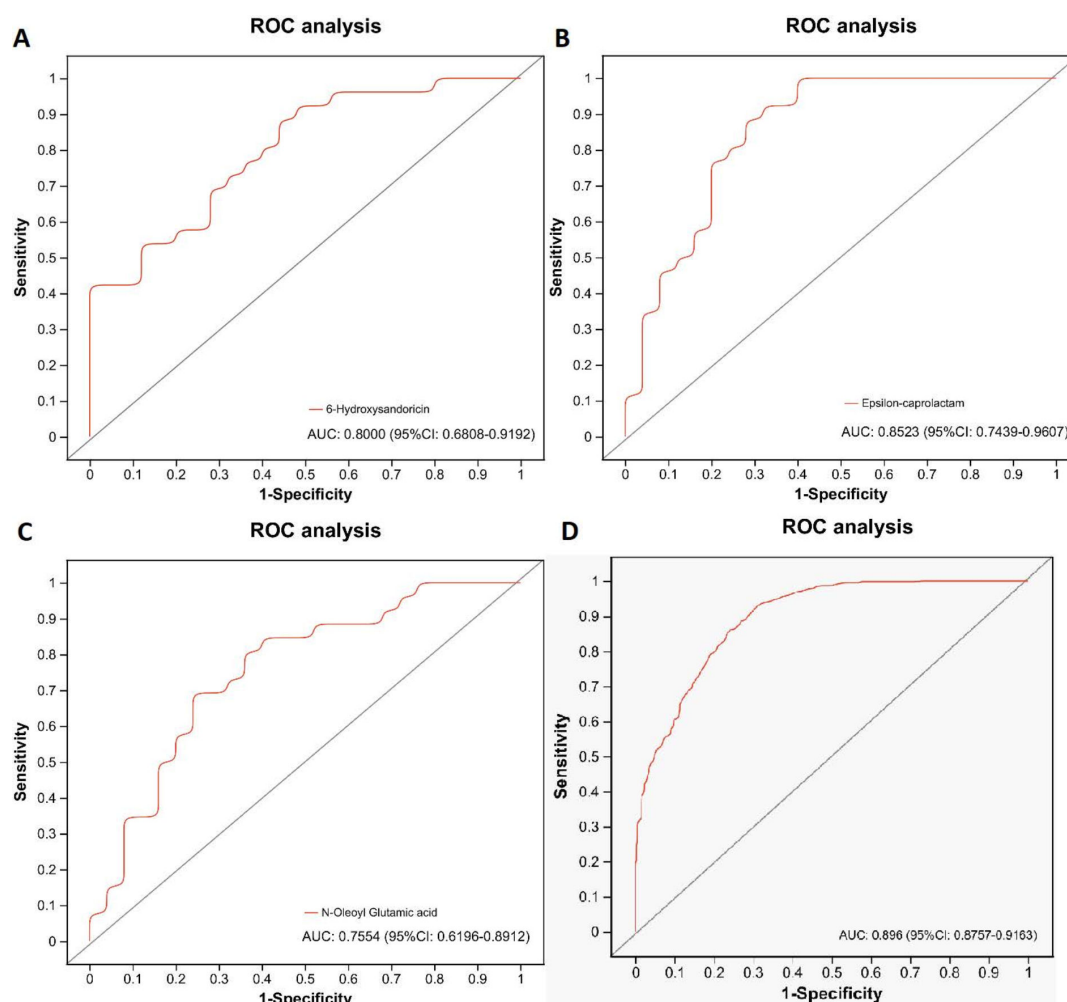 A
ROC analysis
Sensitivity
1
0.9
0.8
0.7
0.6
0.5
0.4
0.3
0.2
0.1
0
6-Hydroxysandoricin
AUC: 0.8000 (95%CI: 0.6808-0.9192)
0 0.1 0.2 0.3 0.4 0.5 0.6 0.7 0.8 0.9 1
1-Specificity
B
ROC analysis
Sensitivity
1
0.9
0.8
0.7
0.6
0.5
0.4
0.3
0.2
0.1
0
Epsilon-caprolactam
AUC: 0.8523 (95%CI: 0.7439-0.9607)
0 0.1 0.2 0.3 0.4 0.5 0.6 0.7 0.8 0.9 1
1-Specificity
C
ROC analysis
Sensitivity
1
0.9
0.8
0.7
0.6
0.5
0.4
0.3
0.2
0.1
0
N-Oleoyl Glutamic acid
AUC: 0.7554 (95%CI: 0.6196-0.8912)
0 0.1 0.2 0.3 0.4 0.5 0.6 0.7 0.8 0.9 1
1-Specificity
D
ROC analysis
Sensitivity
1
0.9
0.8
0.7
0.6
0.5
0.4
0.3
0.2
0.1
0
AUC: 0.896 (95%CI: 0.8757-0.9163)
0 0.1 0.2 0.3 0.4 0.5 0.6 0.7 0.8 0.9 1
1-Specificity